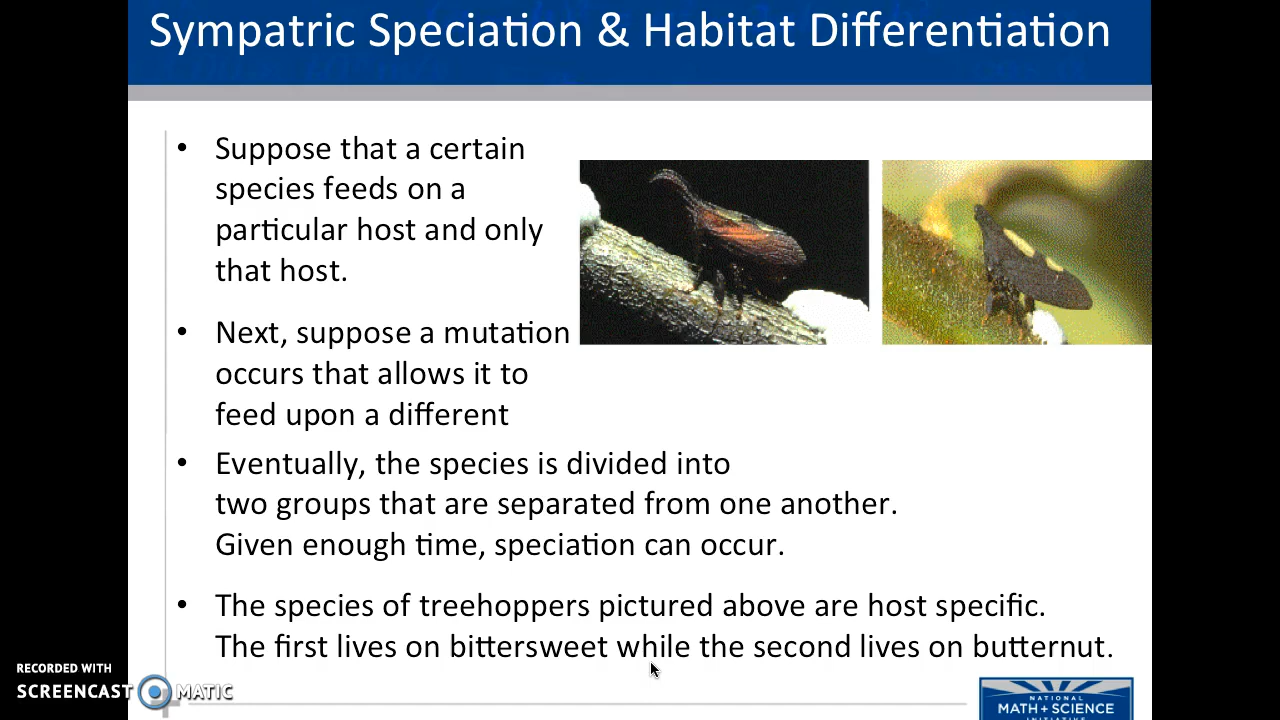 Sympatric Speciation & Habitat Differentiation
• Suppose that a certain
species feeds on a
particular host and only
that host.
• Next, suppose a mutation
occurs that allows it to
feed upon a different
• Eventually, the species is divided into
two groups that are separated from one another.
Given enough time, speciation can occur.
• The species of treehoppers pictured above are host specific.
The first lives on bittersweet while the second lives on butternut.
RECORDED WITH
SCREENCAST MATIC
NATIONAL
MATH + SCIENCE
INITIATIVE